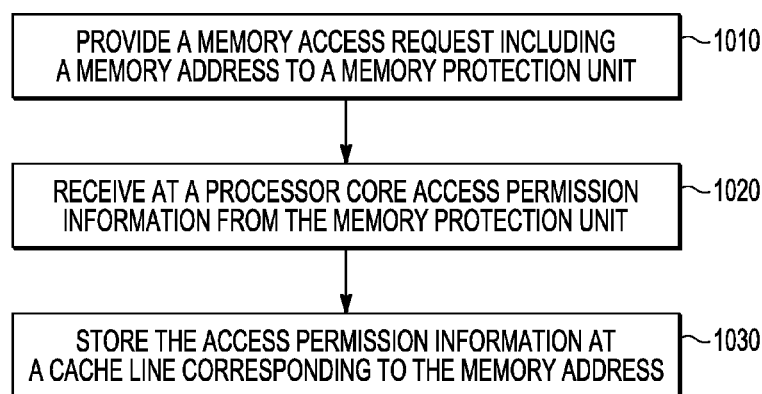 PROVIDE A MEMORY ACCESS REQUEST INCLUDING
A MEMORY ADDRESS TO A MEMORY PROTECTION UNIT
1010
RECEIVE AT A PROCESSOR CORE ACCESS PERMISSION
INFORMATION FROM THE MEMORY PROTECTION UNIT
1020
STORE THE ACCESS PERMISSION INFORMATION AT
A CACHE LINE CORRESPONDING TO THE MEMORY ADDRESS
1030